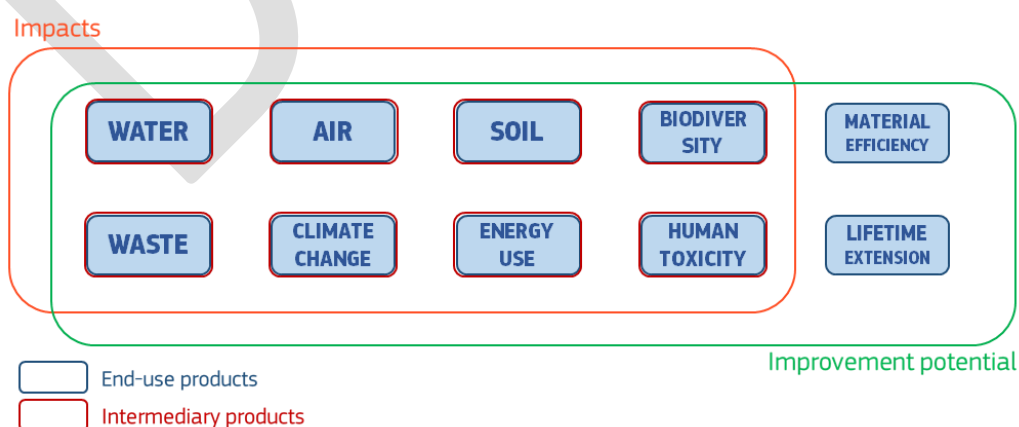 Impacts
WATER
AIR
SOIL
BIODIVER
SITY
MATERIAL
EFFICIENCY
WASTE
CLIMATE
CHANGE
ENERGY
USE
HUMAN
TOXICITY
LIFETIME
EXTENSION
Improvement potential
End-use products
Intermediary products